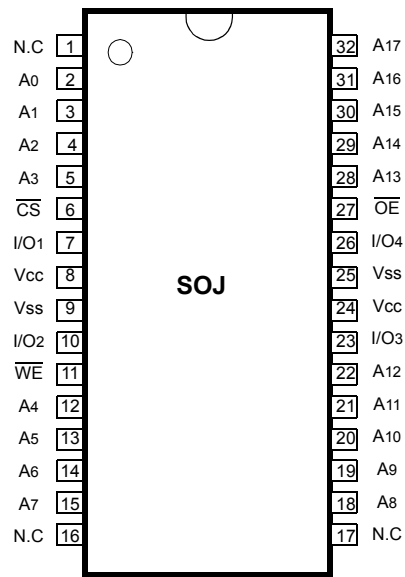 N.C 1 32 A17
A0 2 31 A16
A1 3 30 A15
A2 4 29 A14
A3 5 28 A13
C̅S̅ 6 27 O̅E̅
I/O1 7 26 I/O4
Vcc 8 25 Vss
SOJ
Vss 9 24 Vcc
I/O2 10 23 I/O3
W̅E̅ 11 22 A12
A4 12 21 A11
A5 13 20 A10
A6 14 19 A9
A7 15 18 A8
N.C 16 17 N.C